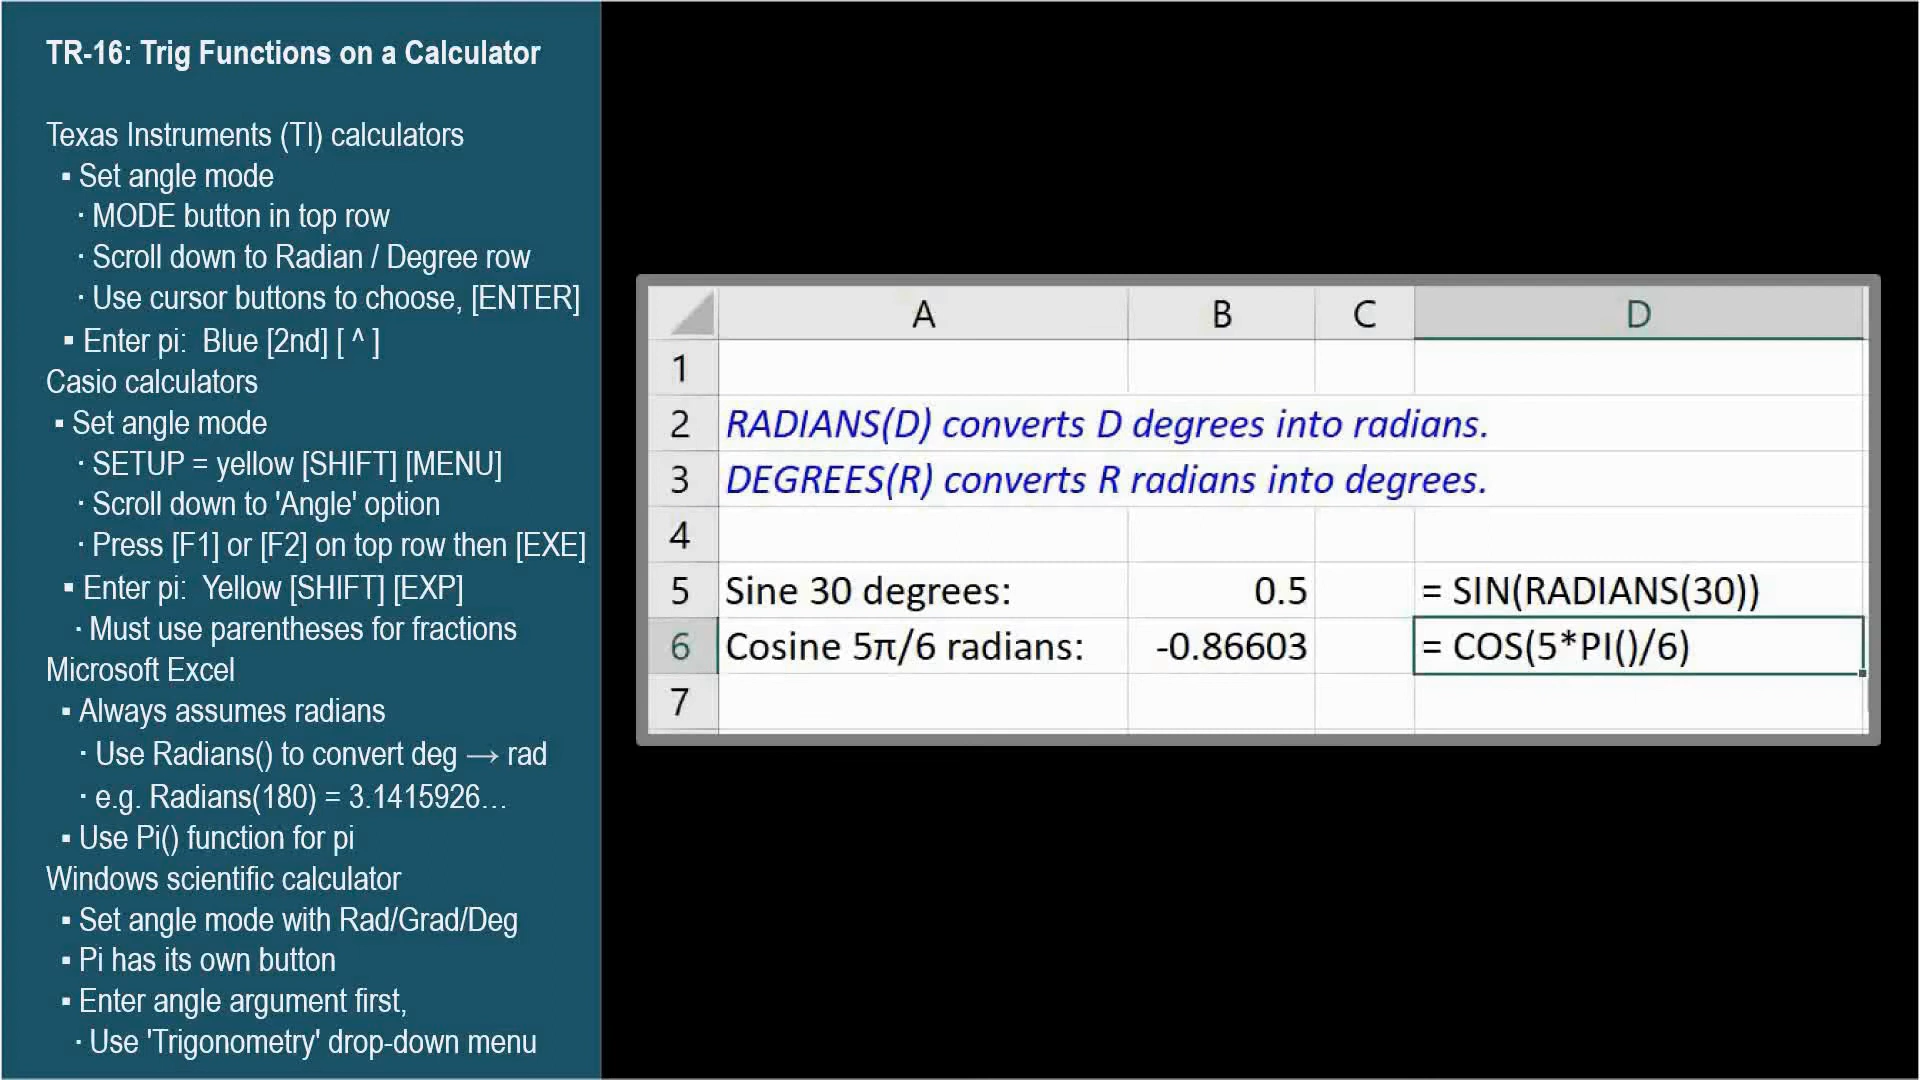 TR-16: Trig Functions on a Calculator
Texas Instruments (TI) calculators
▪ Set angle mode
· MODE button in top row
· Scroll down to Radian / Degree row
· Use cursor buttons to choose, [ENTER]
▪ Enter pi:  Blue [2nd] [ ^ ]
Casio calculators
▪ Set angle mode
· SETUP = yellow [SHIFT] [MENU]
· Scroll down to 'Angle' option
· Press [F1] or [F2] on top row then [EXE]
▪ Enter pi:  Yellow [SHIFT] [EXP]
· Must use parentheses for fractions
Microsoft Excel
▪ Always assumes radians
· Use Radians() to convert deg → rad
· e.g. Radians(180) = 3.1415926…
▪ Use Pi() function for pi
Windows scientific calculator
▪ Set angle mode with Rad/Grad/Deg
▪ Pi has its own button
▪ Enter angle argument first,
· Use 'Trigonometry' drop-down menu
A B C D
1
2 RADIANS(D) converts D degrees into radians.
3 DEGREES(R) converts R radians into degrees.
4
5 Sine 30 degrees: 0.5 = SIN(RADIANS(30))
6 Cosine 5π/6 radians: -0.86603 = COS(5*PI()/6)
7